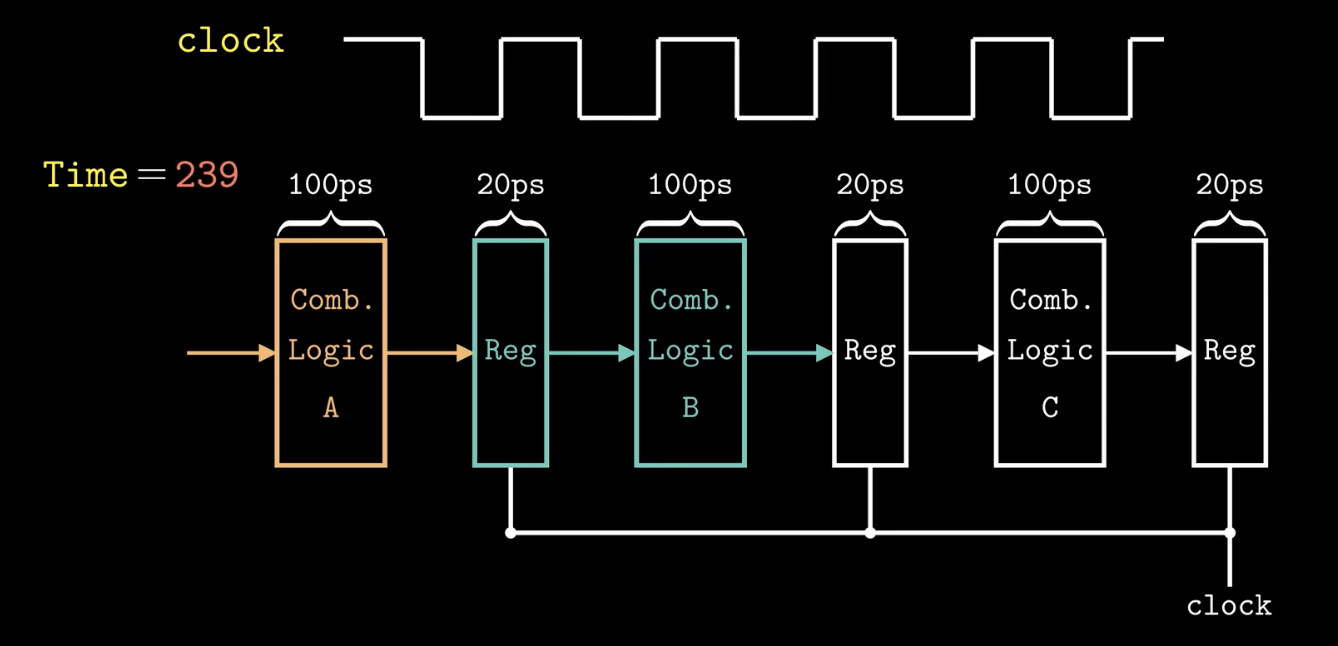 clock
Time = 239
100ps 20ps 100ps 20ps 100ps 20ps
Comb. Comb. Comb.
Logic Reg Logic Reg Logic Reg
A B C
clock